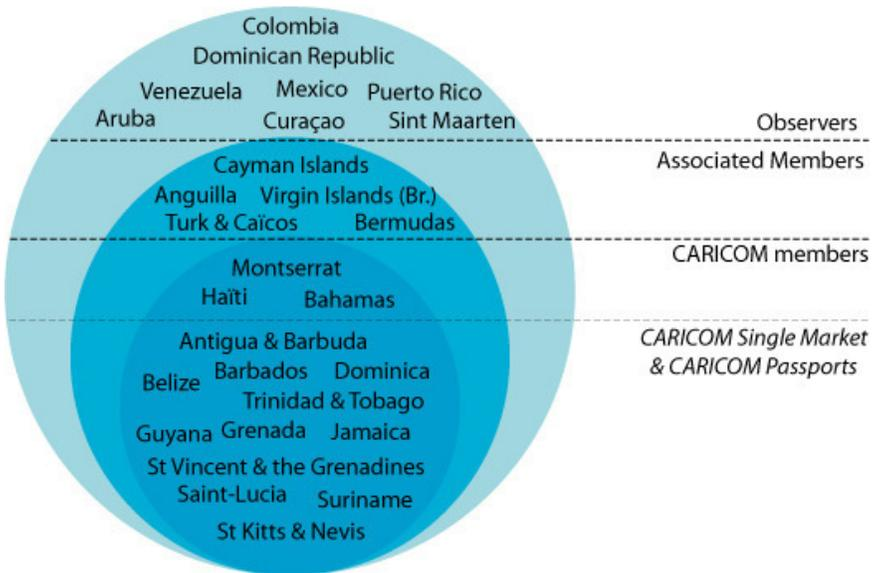 Colombia
Dominican Republic
Venezuela Mexico Puerto Rico
Aruba Curaçao Sint Maarten
Observers
Associated Members
Cayman Islands
Anguilla Virgin Islands (Br.)
Turk & Caïcos Bermudas
CARICOM members
Montserrat
Haïti Bahamas
CARICOM Single Market
& CARICOM Passports
Antigua & Barbuda
Barbados Dominica
Belize
Trinidad & Tobago
Guyana Grenada Jamaica
St Vincent & the Grenadines
Saint-Lucia Suriname
St Kitts & Nevis